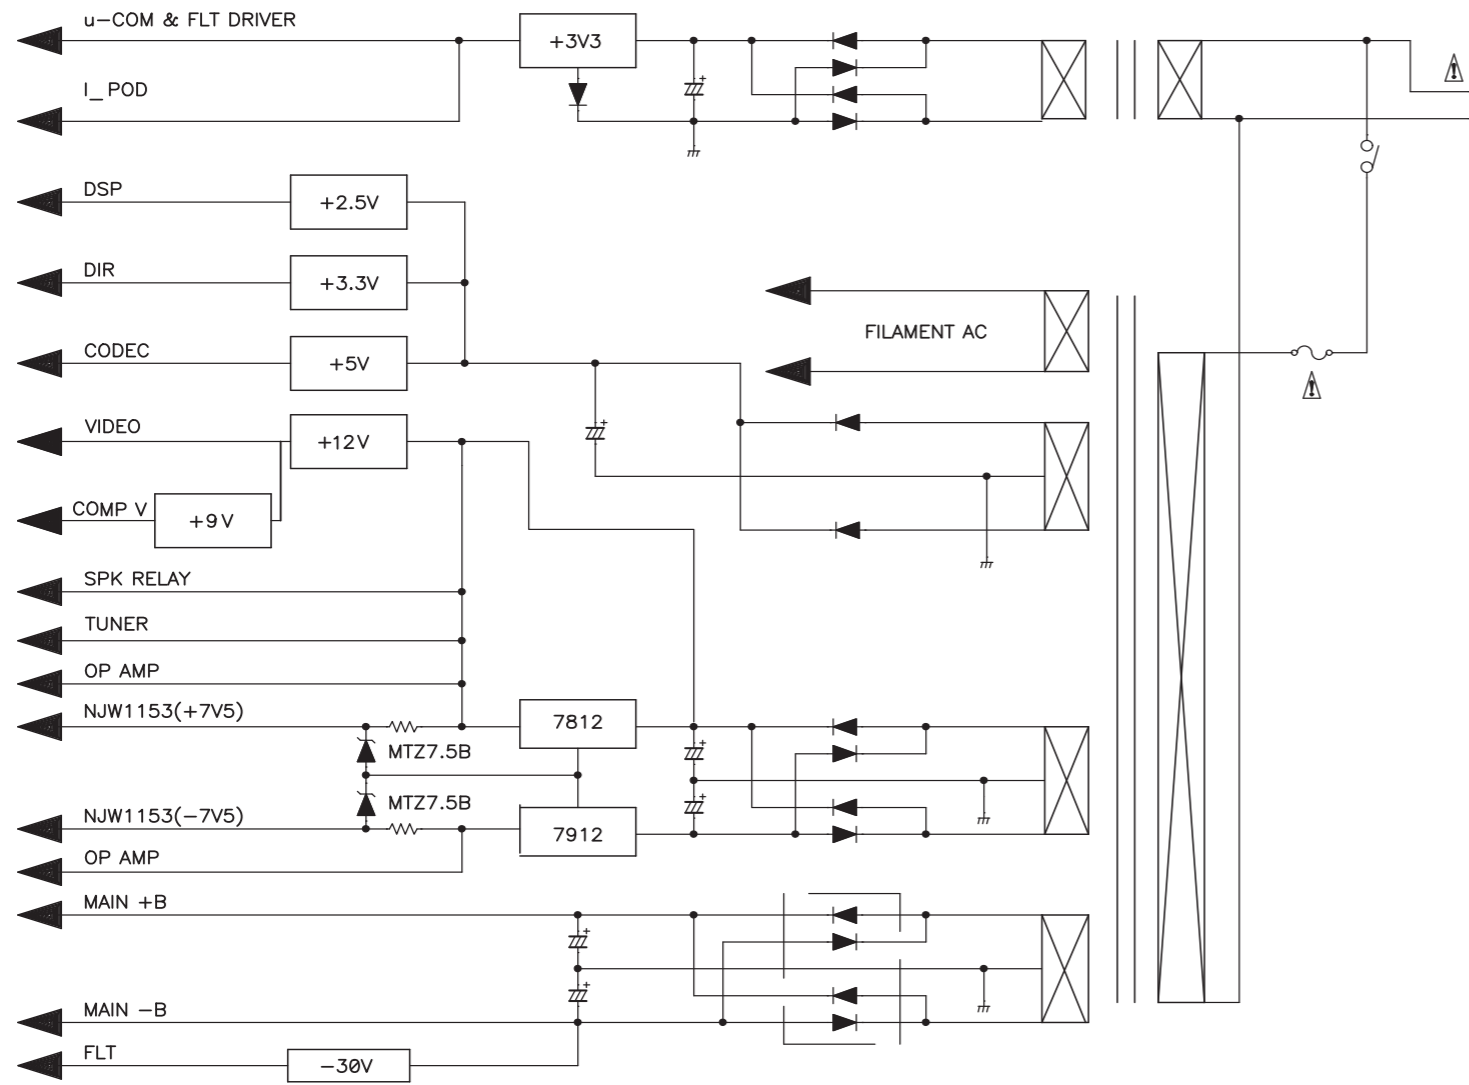 u-COM & FLT DRIVER
+3V3
I_POD
DSP
+2.5V
DIR
+3.3V
FILAMENT AC
CODEC
+5V
VIDEO
+12V
COMP V
+9V
SPK RELAY
TUNER
OP AMP
NJW1153(+7V5)
7812
MTZ7.5B
MTZ7.5B
NJW1153(-7V5)
7912
OP AMP
MAIN +B
MAIN -B
FLT
-30V